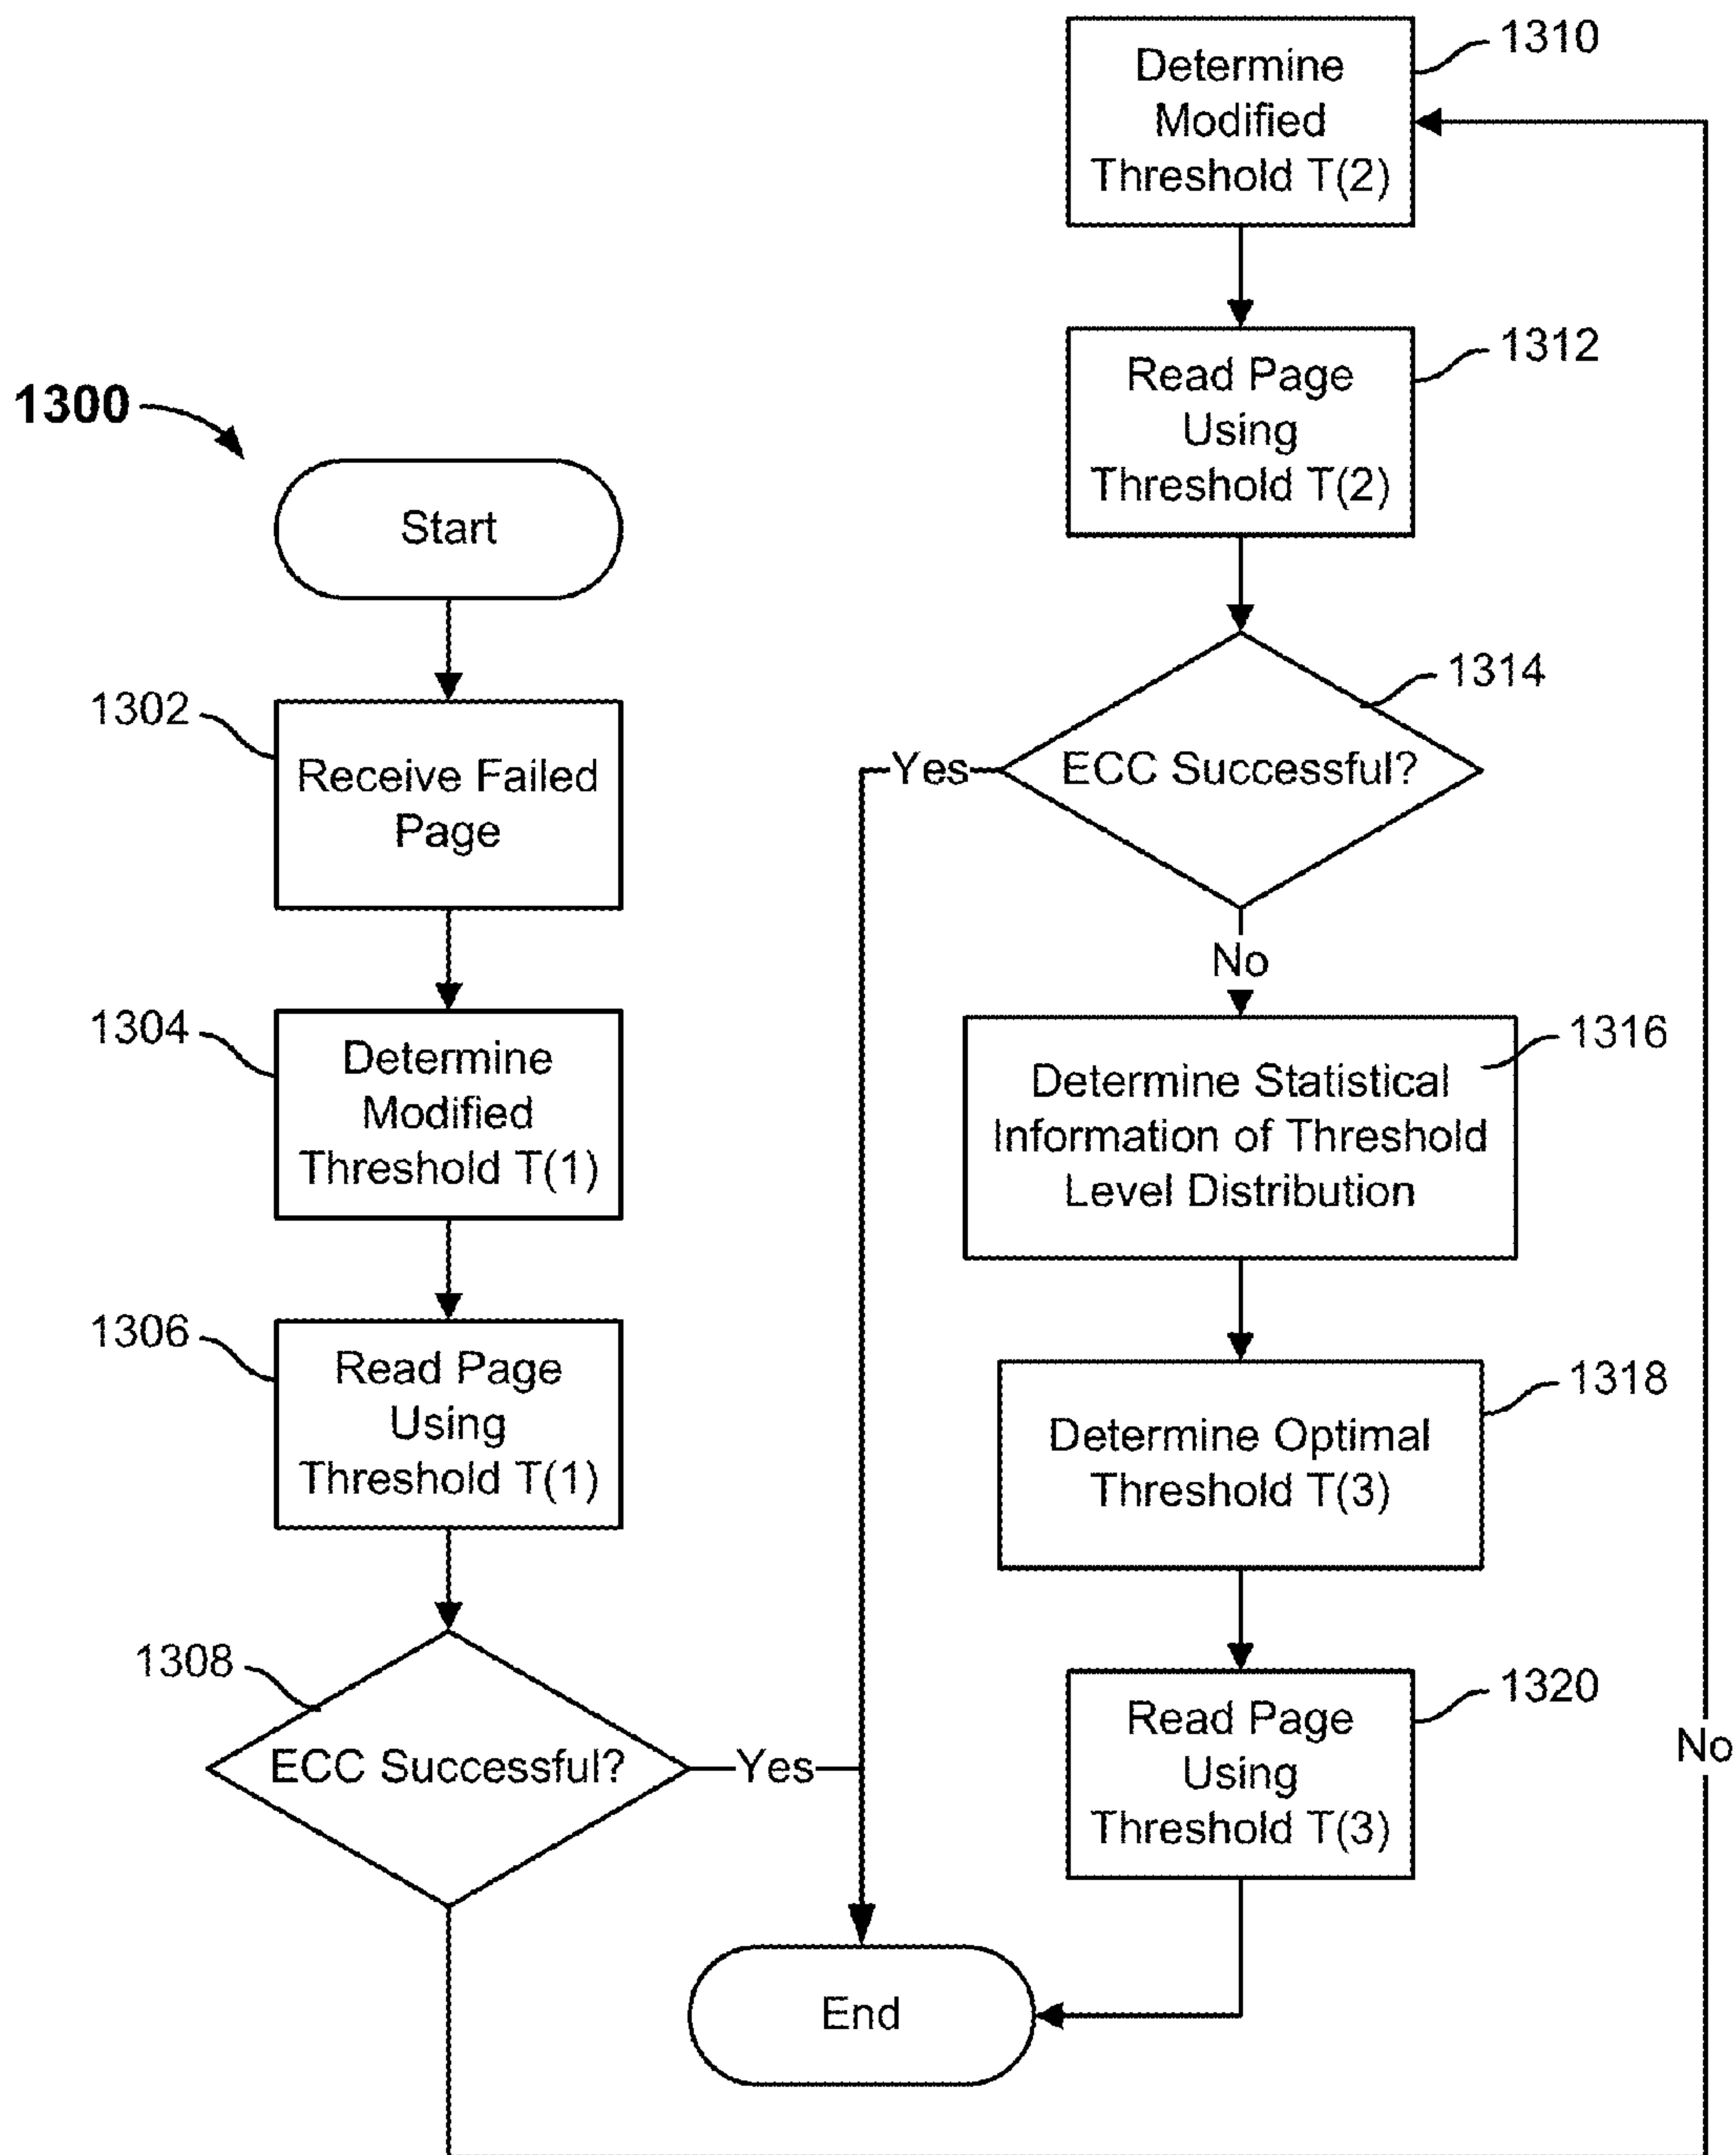 1300
Start
1302
Receive Failed
Page
1304
Determine
Modified
Threshold T(1)
1306
Read Page
Using
Threshold T(1)
1308
ECC Successful?
Yes
No
1310
Determine
Modified
Threshold T(2)
1312
Read Page
Using
Threshold T(2)
1314
ECC Successful?
Yes
No
1316
Determine Statistical
Information of Threshold
Level Distribution
1318
Determine Optimal
Threshold T(3)
1320
Read Page
Using
Threshold T(3)
End